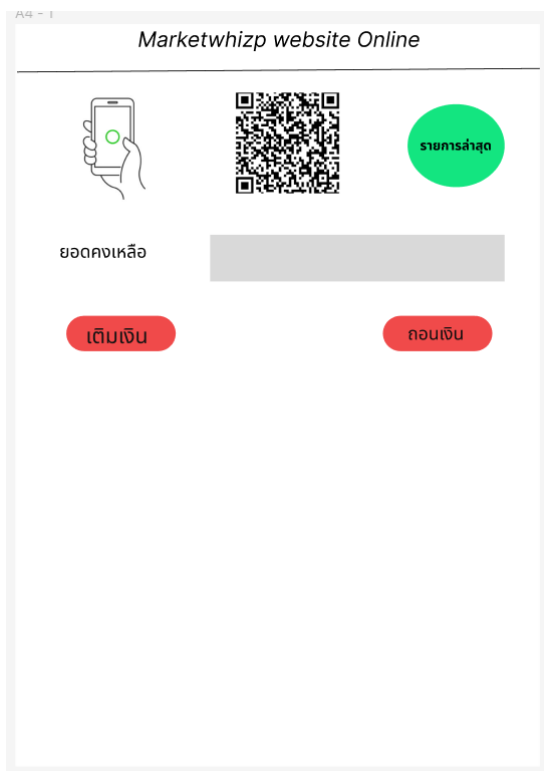 A4 - 1
Marketwhizp website Online
รายการล่าสุด
ยอดคงเหลือ
เติมเงิน
ถอนเงิน